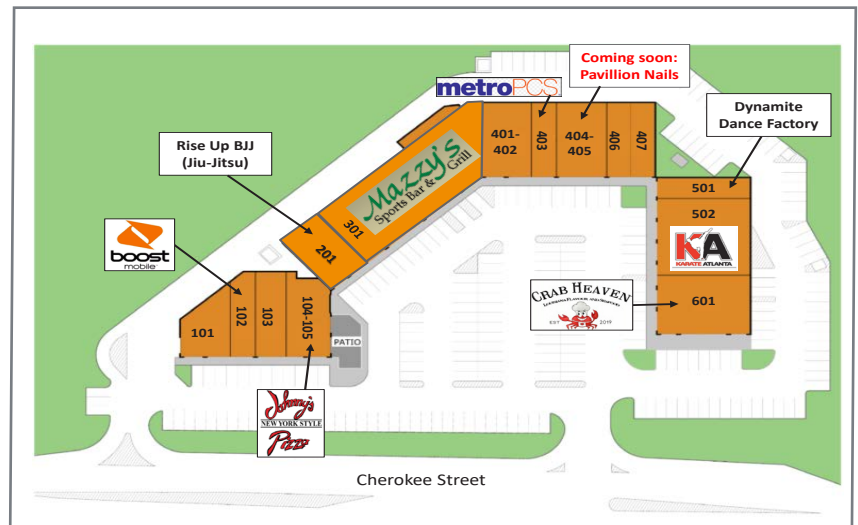 Coming soon:
Pavillion Nails
metroPCS
Dynamite
Dance Factory
Rise Up BJJ
(Jiu-Jitsu)
401-
402
403
404-
405
406
407
Mazzy's
Sports Bar & Grill
301
201
501
502
KA
KARATE ATLANTA
boost
mobile
CRAB HEAVEN
EST
2019
601
101
102
103
104-105
PATIO
Johnny's
NEW YORK STYLE
Pizza
Cherokee Street